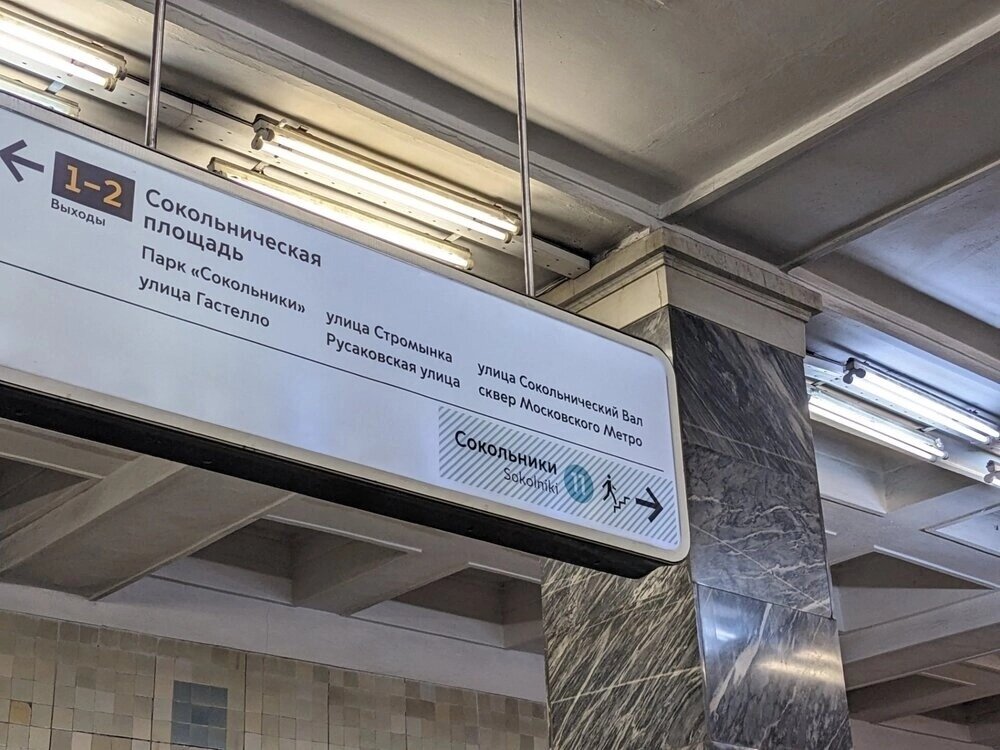 1–2
Выходы
Сокольническая
площадь
Парк «Сокольники»
улица Гастелло
улица Стромынка
Русаковская улица
улица Сокольнический Вал
сквер Московского Метро
Сокольники
Sokolniki
11